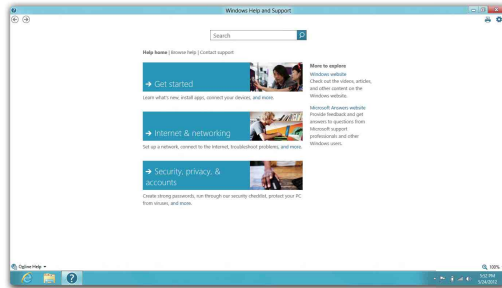 Windows Help and Support
Search
Help home | Browse help | Contact support
→ Get started
Learn what's new, install apps, connect your devices, and more.
→ Internet & networking
Set up a network, connect to the Internet, troubleshoot problems, and more.
→ Security, privacy, &
accounts
Create strong passwords, run through our security checklist, protect your PC
from viruses, and more.
More to explore
Windows website
Check out the videos, articles,
and other content on the
Windows website.
Microsoft Answers website
Provide feedback and get
answers to questions from
Microsoft support
professionals and other
Windows users.
Online Help
100%
5:52 PM
5/24/2012